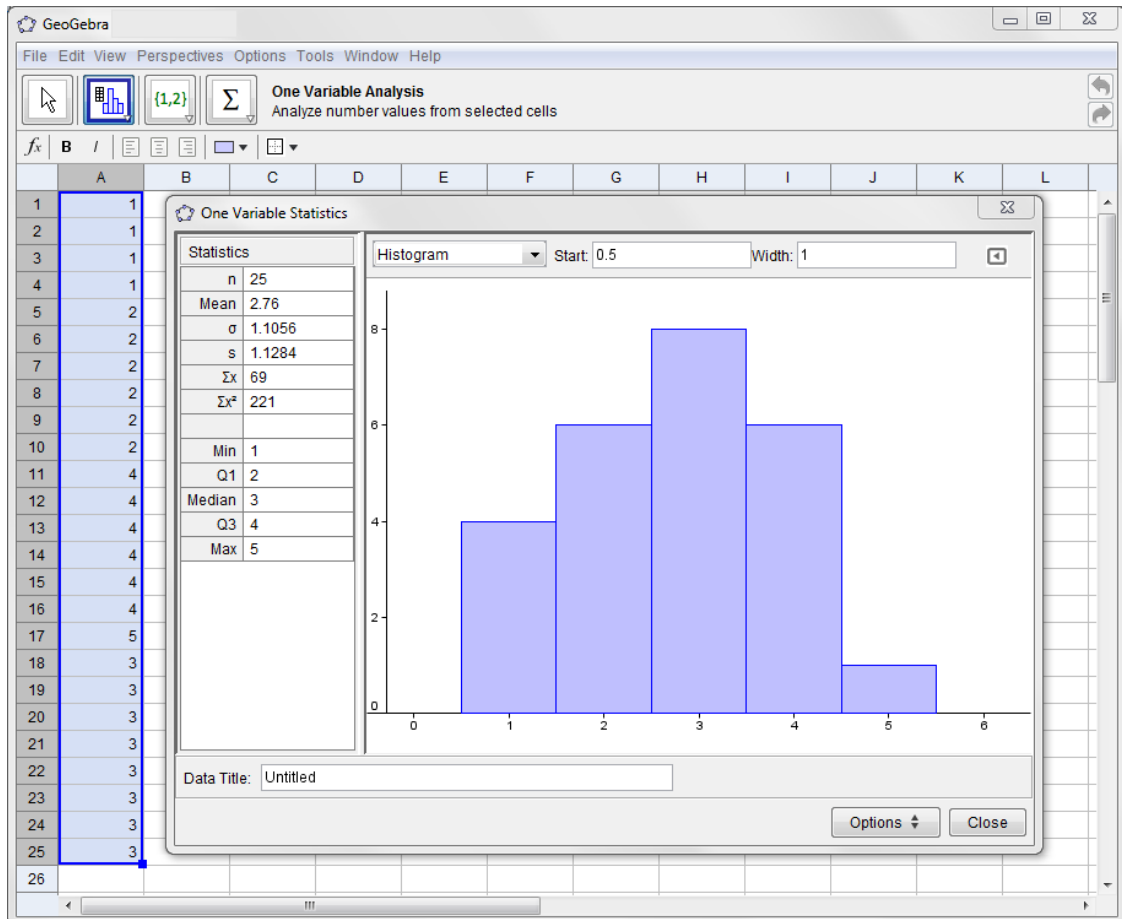 GeoGebra
File Edit View Perspectives Options Tools Window Help
{1,2} Σ One Variable Analysis
Analyze number values from selected cells
fx B I
A B C D E F G H I J K L
1 1
2 1
3 1
4 1
5 2
6 2
7 2
8 2
9 2
10 2
11 4
12 4
13 4
14 4
15 4
16 4
17 5
18 3
19 3
20 3
21 3
22 3
23 3
24 3
25 3
26
One Variable Statistics
Statistics
n 25
Mean 2.76
σ 1.1056
s 1.1284
Σx 69
Σx² 221
Min 1
Q1 2
Median 3
Q3 4
Max 5
Histogram Start: 0.5 Width: 1
8
6
4
2
0
0 1 2 3 4 5 6
Data Title: Untitled
Options Close